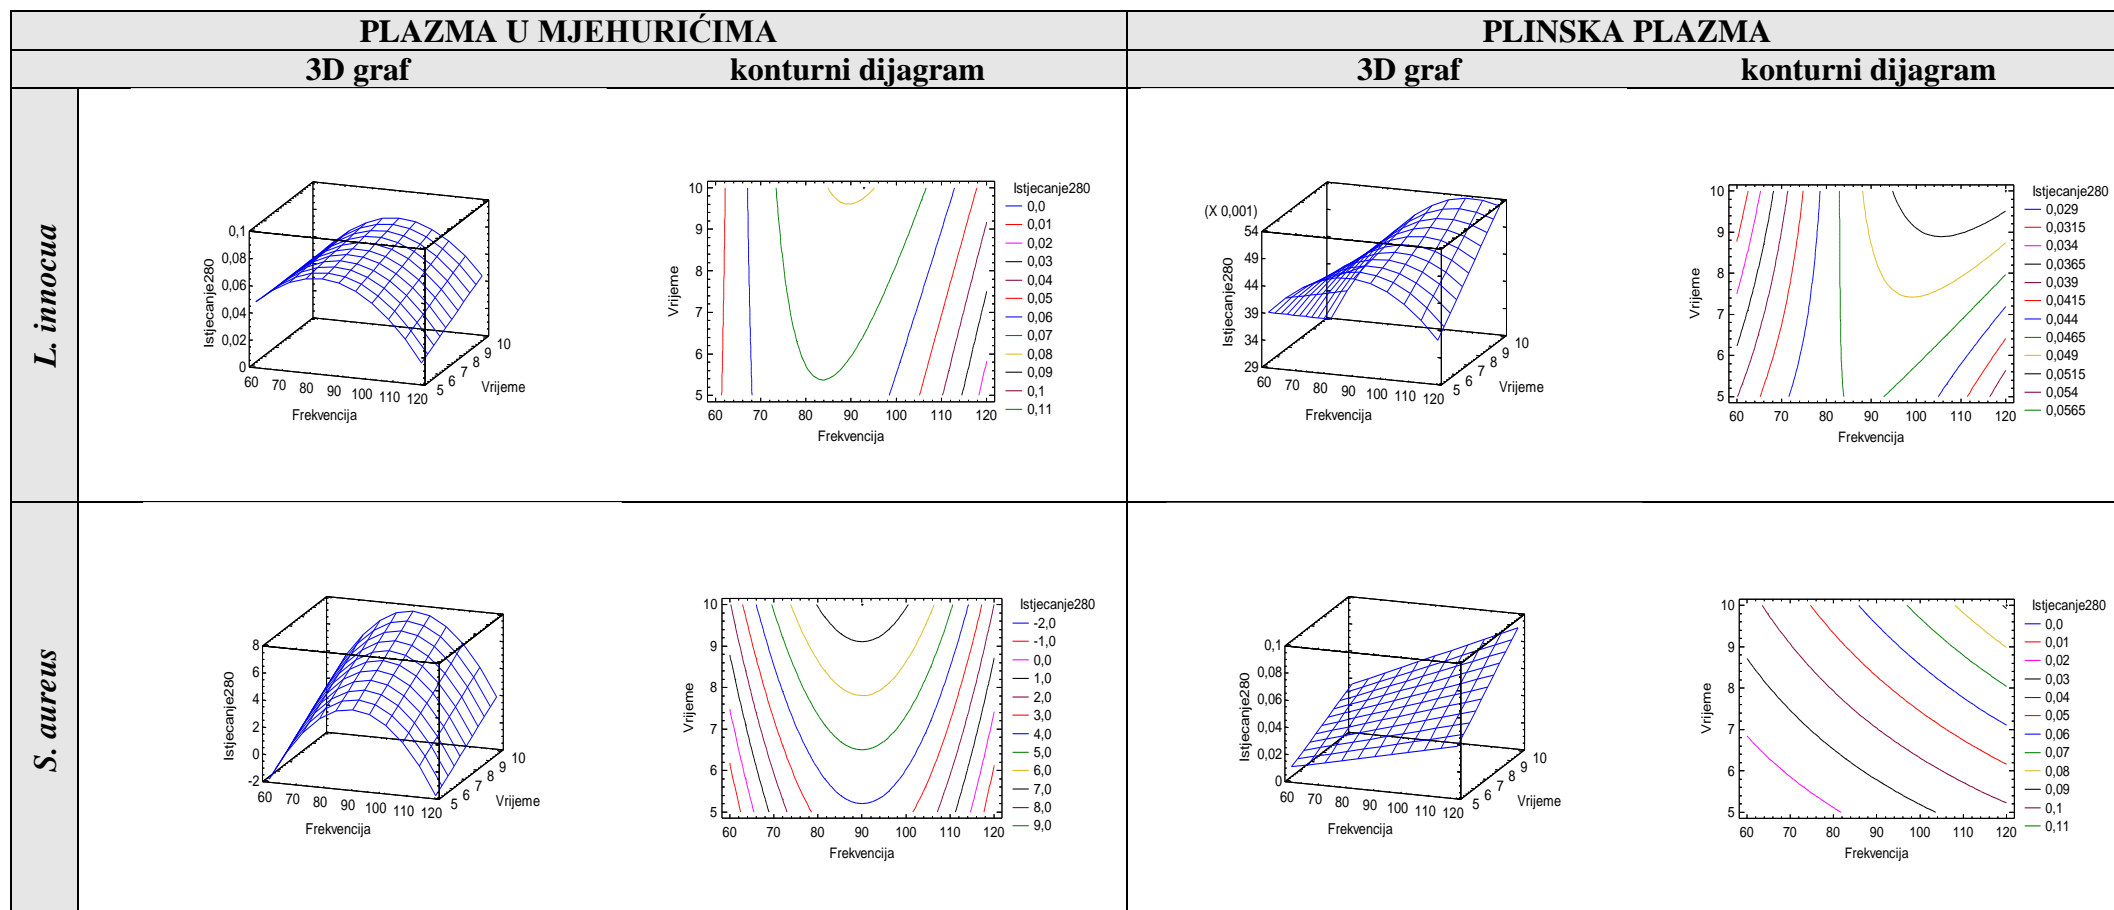 PLAZMA U MJEHURIĆIMA
PLINSKA PLAZMA
3D graf
konturni dijagram
3D graf
konturni dijagram
L. innocua
0,1
0,08
0,06
0,04
0,02
0
Istjecanje280
60 70 80 90 100 110 120
Frekvencija
5 6 7 8 9 10
Vrijeme
10
9
8
7
6
5
Vrijeme
60 70 80 90 100 110 120
Frekvencija
Istjecanje280
0,0
0,01
0,02
0,03
0,04
0,05
0,06
0,07
0,08
0,09
0,1
0,11
(X 0,001)
54
49
44
39
34
29
Istjecanje280
60 70 80 90 100 110 120
Frekvencija
5 6 7 8 9 10
Vrijeme
10
9
8
7
6
5
Vrijeme
60 70 80 90 100 110 120
Frekvencija
Istjecanje280
0,029
0,0315
0,034
0,0365
0,039
0,0415
0,044
0,0465
0,049
0,0515
0,054
0,0565
S. aureus
8
6
4
2
0
-2
Istjecanje280
60 70 80 90 100 110 120
Frekvencija
5 6 7 8 9 10
Vrijeme
10
9
8
7
6
5
Vrijeme
60 70 80 90 100 110 120
Frekvencija
Istjecanje280
-2,0
-1,0
0,0
1,0
2,0
3,0
4,0
5,0
6,0
7,0
8,0
9,0
0,1
0,08
0,06
0,04
0,02
0
Istjecanje280
60 70 80 90 100 110 120
Frekvencija
5 6 7 8 9 10
Vrijeme
10
9
8
7
6
5
Vrijeme
60 70 80 90 100 110 120
Frekvencija
Istjecanje280
0,0
0,01
0,02
0,03
0,04
0,05
0,06
0,07
0,08
0,09
0,1
0,11